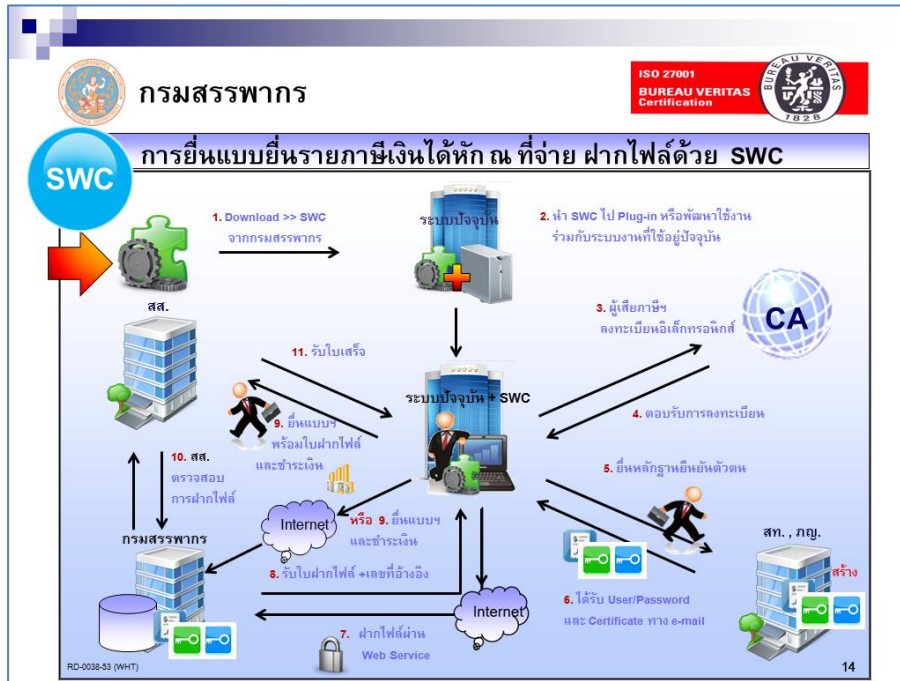 กรมสรรพากร
ISO 27001
BUREAU VERITAS
Certification
BUREAU VERITAS
1828
SWC
การยื่นแบบยื่นรายภาษีเงินได้หัก ณ ที่จ่าย ฝากไฟล์ด้วย SWC
1. Download >> SWC
จากกรมสรรพากร
ระบบปัจจุบัน
2. นำ SWC ไป Plug-in หรือพัฒนาใช้งาน
ร่วมกับระบบงานที่ใช้อยู่ปัจจุบัน
สส.
3. ผู้เสียภาษีฯ
ลงทะเบียนอิเล็กทรอนิกส์
CA
11. รับใบเสร็จ
ระบบปัจจุบัน + SWC
4. ตอบรับการลงทะเบียน
9. ยื่นแบบฯ
พร้อมใบฝากไฟล์
และชำระเงิน
10. สส.
ตรวจสอบ
การฝากไฟล์
5. ยื่นหลักฐานยืนยันตัวตน
Internet
หรือ 9. ยื่นแบบฯ
และชำระเงิน
สท. , ภญ.
กรมสรรพากร
สร้าง
8. รับใบฝากไฟล์ +เลขที่อ้างอิง
6. ได้รับ User/Password
และ Certificate ทาง e-mail
Internet
7. ฝากไฟล์ผ่าน
Web Service
RD-0038-53 (WHT)
14